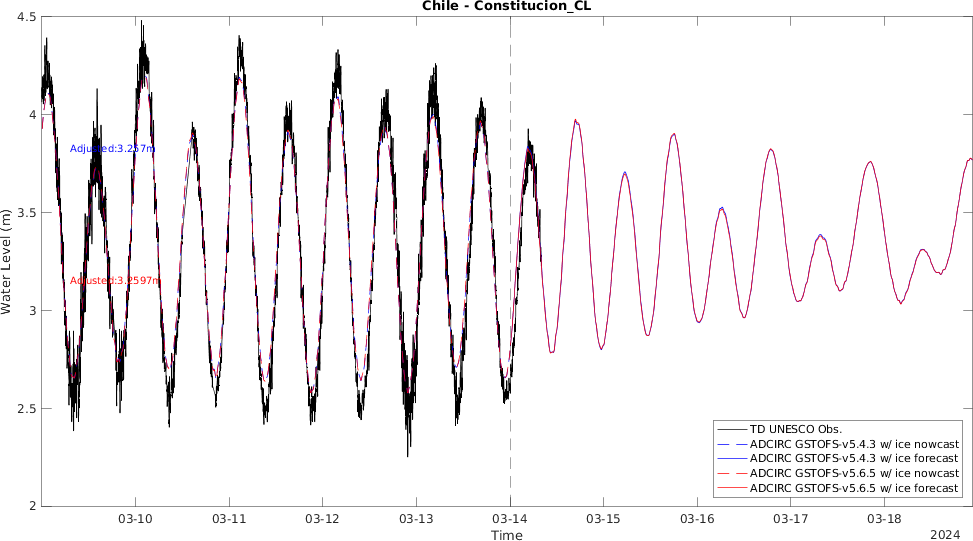 Chile - Constitucion_CL
4.5
4
3.5
3
2.5
2
Water Level (m)
Adjusted:3.257m
Adjusted:3.2597m
TD UNESCO Obs.
ADCIRC GSTOFS-v5.4.3 w/ ice nowcast
ADCIRC GSTOFS-v5.4.3 w/ ice forecast
ADCIRC GSTOFS-v5.6.5 w/ ice nowcast
ADCIRC GSTOFS-v5.6.5 w/ ice forecast
03-10 03-11 03-12 03-13 03-14 03-15 03-16 03-17 03-18
Time
2024